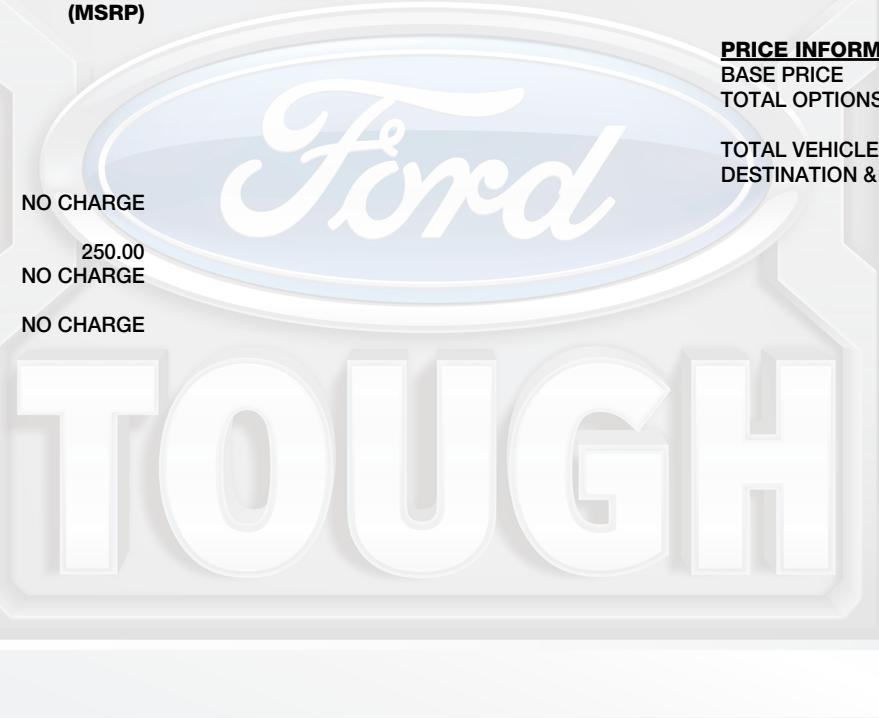 (MSRP)
NO CHARGE
250.00
NO CHARGE
NO CHARGE
PRICE INFORM
BASE PRICE
TOTAL OPTIONS
TOTAL VEHICLE
DESTINATION &
Ford
TOUGH